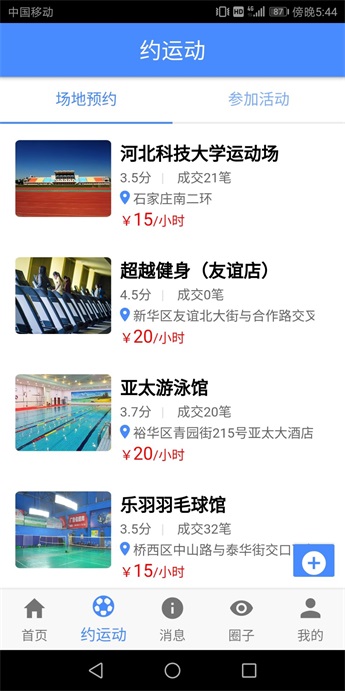 中国移动 HD 4G 87 傍晚5:44
约运动
场地预约 参加活动
河北科技大学运动场
3.5分 | 成交21笔
石家庄南二环
￥15/小时
超越健身（友谊店）
4.5分 | 成交0笔
新华区友谊北大街与合作路交叉
￥20/小时
亚太游泳馆
3.7分 | 成交20笔
裕华区青园街215号亚太大酒店
￥20/小时
乐羽羽毛球馆
3.5分 | 成交32笔
桥西区中山路与泰华街交口
￥15/小时
首页 约运动 消息 圈子 我的